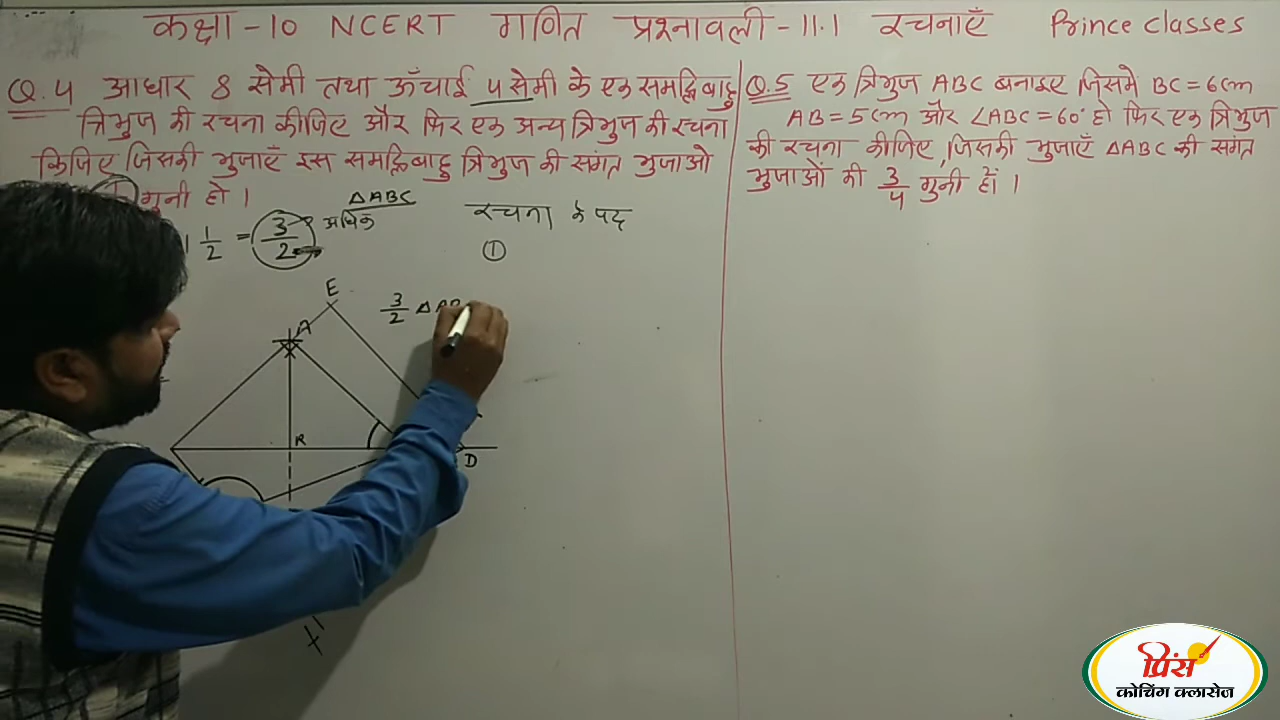 कक्षा - 10 NCERT गणित प्रश्नावली - 11.1 रचनाएँ Prince Classes
Q.4 आधार 8 सेमी तथा ऊँचाई 4 सेमी के एक समद्विबाहु
त्रिभुज की रचना कीजिए और फिर एक अन्य त्रिभुज की रचना
किजिए जिसकी भुजाएँ इस समद्विबाहु त्रिभुज की संगत भुजाओ
गुनी हो ।
1 1/2 = 3/2 अधिक
ΔABC
रचना के पद
①
E
3/2 ΔAB
A
R
D
X
Q.5 एक त्रिभुज ABC बनाइए जिसमे BC = 6cm
AB = 5cm और ∠ABC = 60° हो फिर एक त्रिभुज
की रचना कीजिए, जिसकी भुजाएँ ΔABC की संगत
भुजाओं की 3/4 गुनी हों ।
प्रिंस
कोचिंग क्लासेज